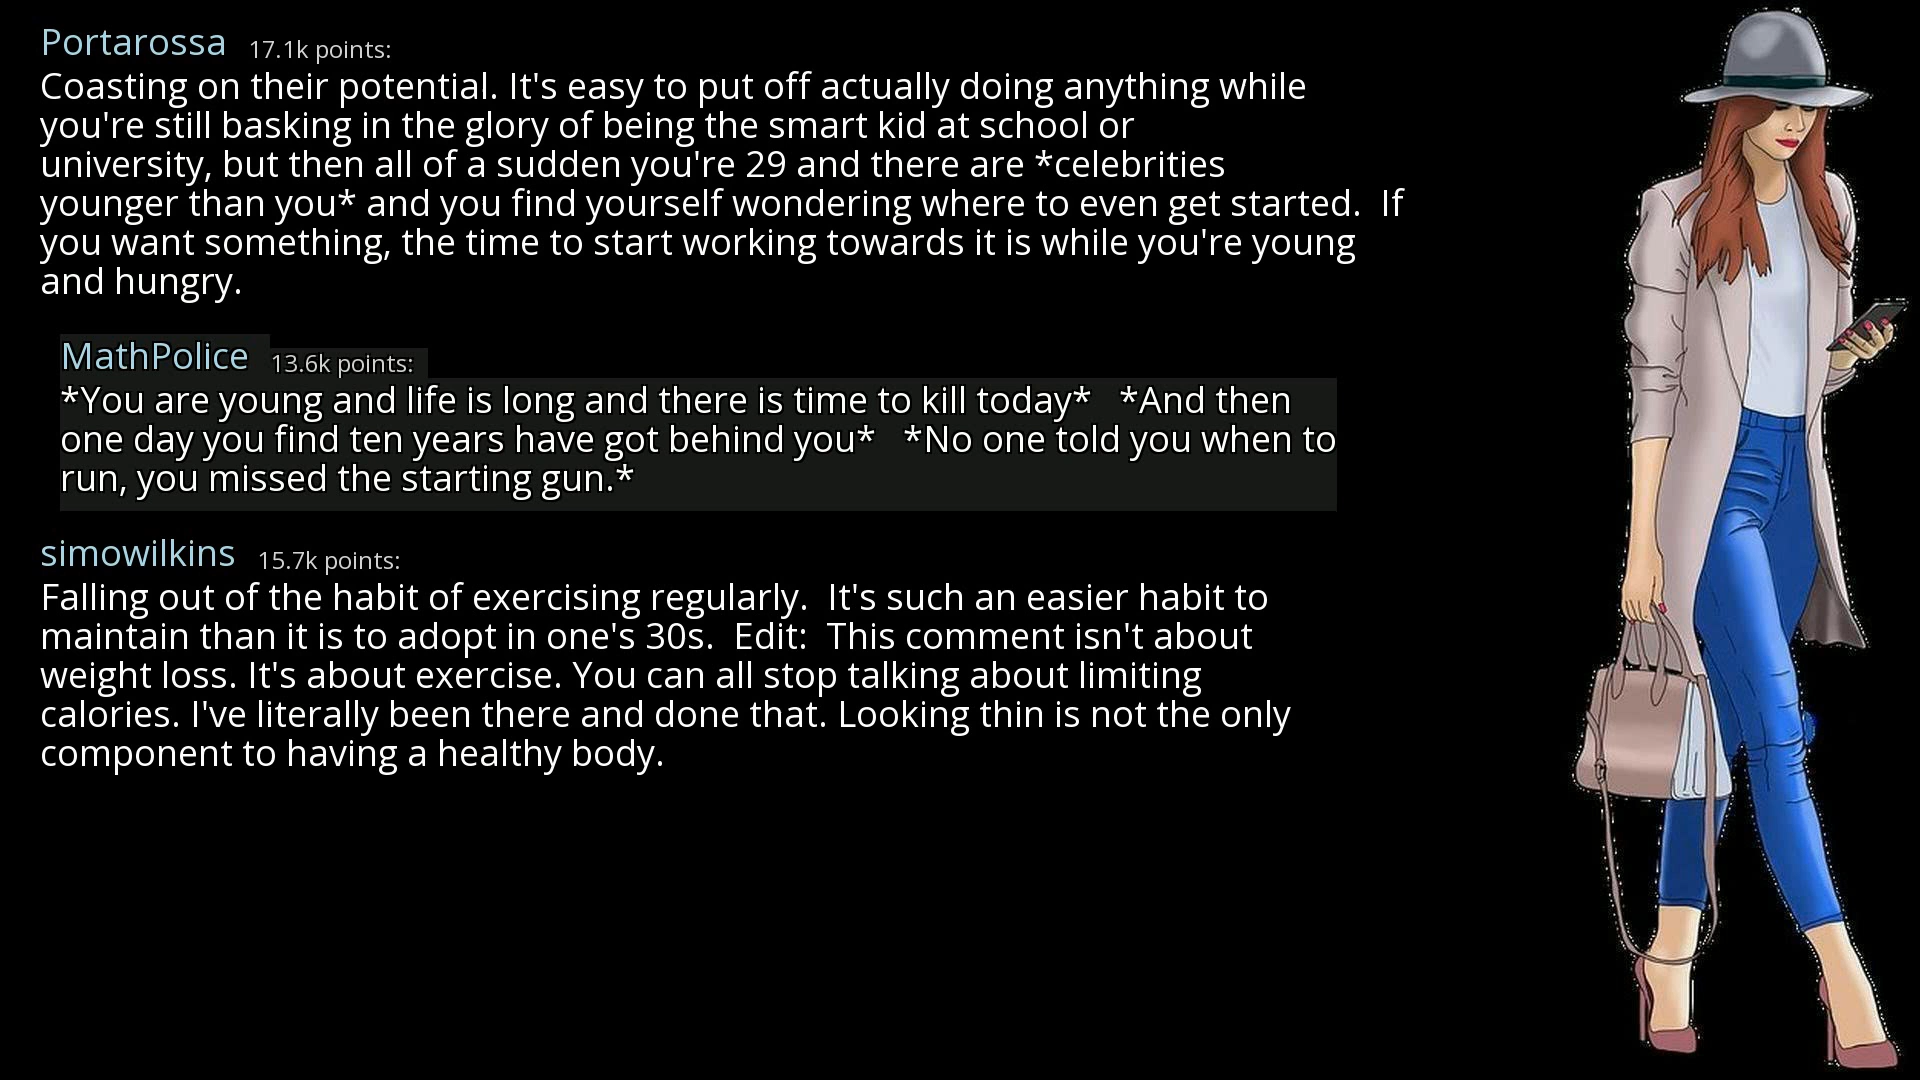 Portarossa 17.1k points:
Coasting on their potential. It's easy to put off actually doing anything while
you're still basking in the glory of being the smart kid at school or
university, but then all of a sudden you're 29 and there are *celebrities
younger than you* and you find yourself wondering where to even get started.  If
you want something, the time to start working towards it is while you're young
and hungry.
MathPolice 13.6k points:
*You are young and life is long and there is time to kill today*   *And then
one day you find ten years have got behind you*   *No one told you when to
run, you missed the starting gun.*
simowilkins 15.7k points:
Falling out of the habit of exercising regularly.  It's such an easier habit to
maintain than it is to adopt in one's 30s.  Edit:  This comment isn't about
weight loss. It's about exercise. You can all stop talking about limiting
calories. I've literally been there and done that. Looking thin is not the only
component to having a healthy body.